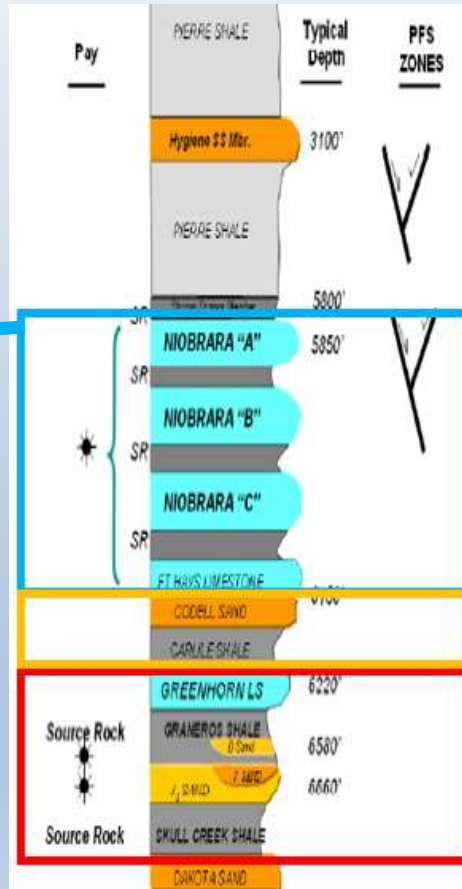 PIERRE SHALE
Pay
Typical
Depth
PFS
ZONES
Hygiene SS Mbr.
3100'
PIERRE SHALE
5800'
SR
NIOBRARA "A"
5850'
SR
NIOBRARA "B"
SR
NIOBRARA "C"
SR
FT HAYS LIMESTONE
CODELL SAND
CARLILE SHALE
GREENHORN LS
6220'
Source Rock
GRANEROS SHALE
D Sand
6580'
J SAND
6660'
Source Rock
SKULL CREEK SHALE
DAKOTA SAND